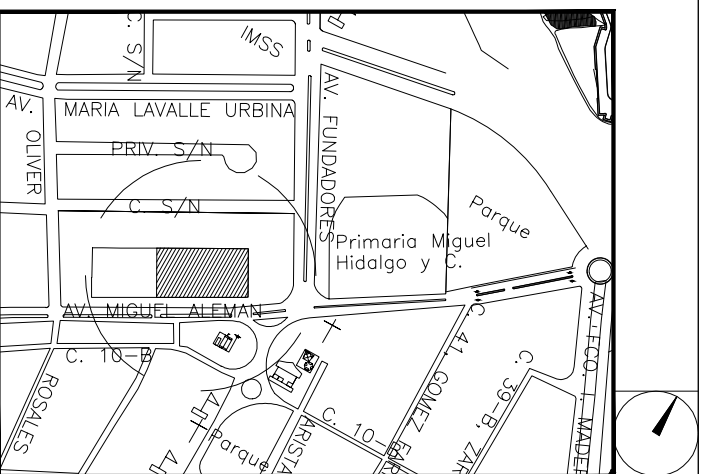 C. S/N
IMSS
AV.
OLIVER
MARIA LAVALLE URBINA
AV. FUNDADORES
PRIV. S/N
C. S/N
Parque
Primaria Miguel
Hidalgo y C.
AV. MIGUEL ALEMAN
C. 10-B
ROSALES
Parque
C. 10-B
C. 41, GOMEZ
C. 39-B, ZAR
AV. FCO. I. MADE
ARISTA